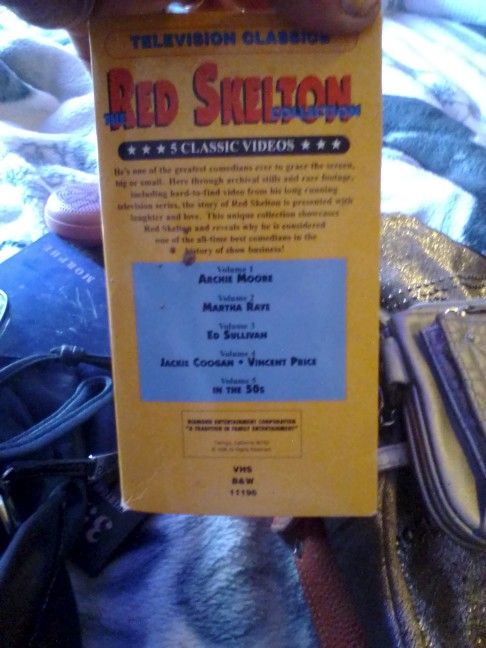 TELEVISION CLASSICS
THE RED SKELTON COLLECTION
★ ★ ★ 5 CLASSIC VIDEOS ★ ★ ★
He's one of the greatest comedians ever to grace the screen,
big or small. Here through archival stills and rare footage,
including hard-to-find video from his long running
television series, the story of Red Skelton is presented with
laughter and love. This unique collection showcases
Red Skelton and reveals why he is considered
one of the all-time best comedians in the
history of show business!
Volume 1
ARCHIE MOORE
Volume 2
MARTHA RAYE
Volume 3
ED SULLIVAN
Volume 4
JACKIE COOGAN • VINCENT PRICE
Volume 5
IN THE 50s
DIAMOND ENTERTAINMENT CORPORATION
"A TRADITION IN FAMILY ENTERTAINMENT"
All Rights Reserved
VHS
B&W
11196
MORPHE